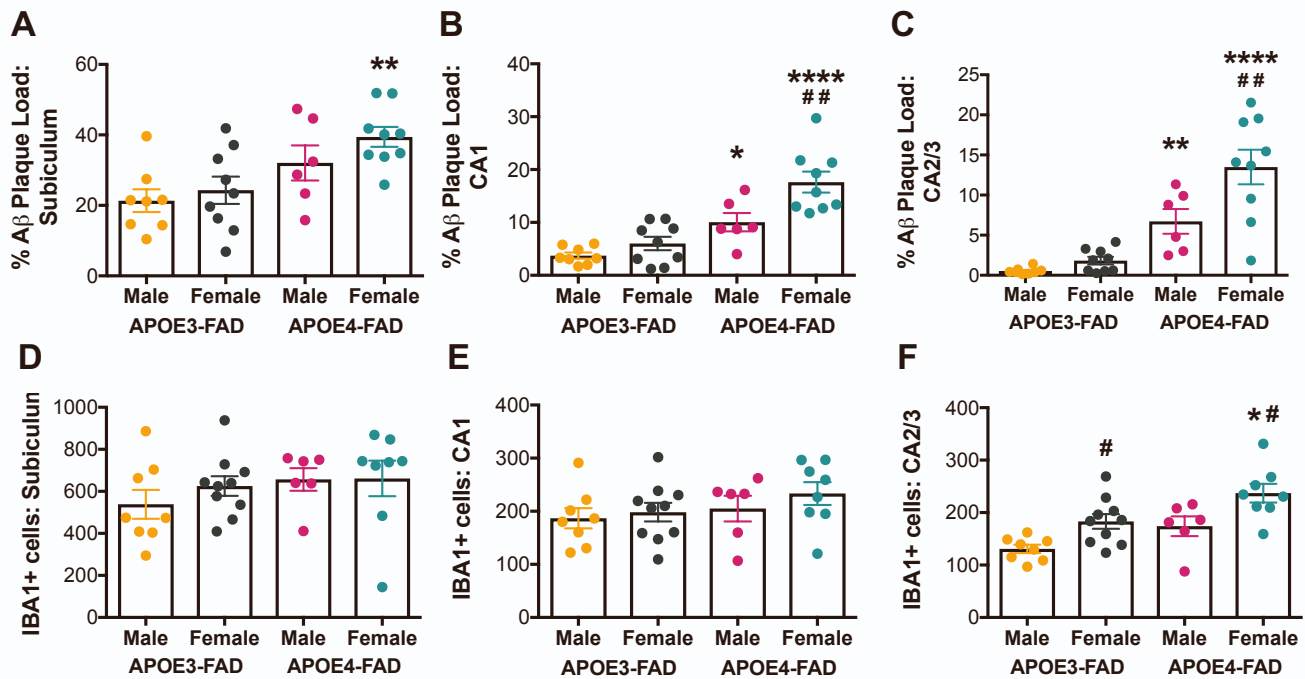 A
% Aβ Plaque Load:
Subiculum
60
40
20
0
**
Male Female Male Female
APOE3-FAD APOE4-FAD
B
% Aβ Plaque Load:
CA1
40
30
20
10
0
*
****
##
Male Female Male Female
APOE3-FAD APOE4-FAD
C
% Aβ Plaque Load:
CA2/3
25
20
15
10
5
0
**
****
##
Male Female Male Female
APOE3-FAD APOE4-FAD
D
IBA1+ cells: Subiculun
1000
800
600
400
200
0
Male Female Male Female
APOE3-FAD APOE4-FAD
E
IBA1+ cells: CA1
400
300
200
100
0
Male Female Male Female
APOE3-FAD APOE4-FAD
F
IBA1+ cells: CA2/3
400
300
200
100
0
#
*#
Male Female Male Female
APOE3-FAD APOE4-FAD